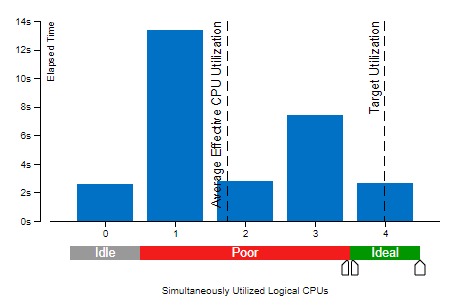 14s
12s
10s
8s
6s
4s
2s
0s
Elapsed Time
Average Effective CPU Utilization
Target Utilization
0 1 2 3 4
Idle Poor Ideal
Simultaneously Utilized Logical CPUs